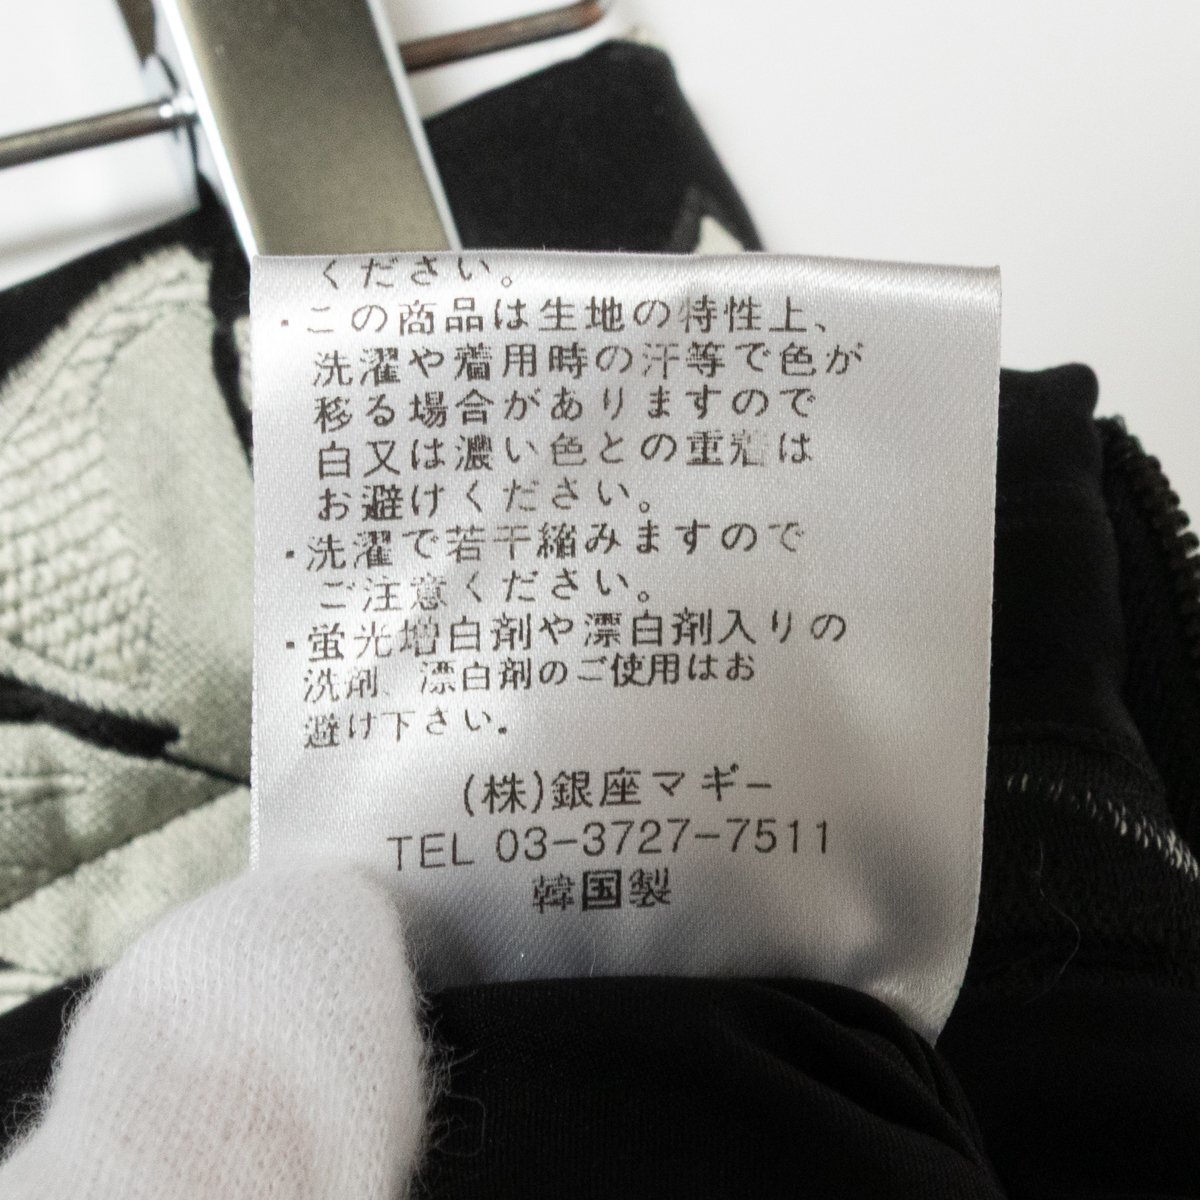 ください。
・この商品は生地の特性上、
洗濯や着用時の汗等で色が
移る場合がありますので
白又は濃い色との重着は
お避けください。
・洗濯で若干縮みますので
ご注意ください。
・蛍光増白剤や漂白剤入りの
洗剤、漂白剤のご使用はお
避け下さい。
(株)銀座マギー
TEL 03-3727-7511
韓国製